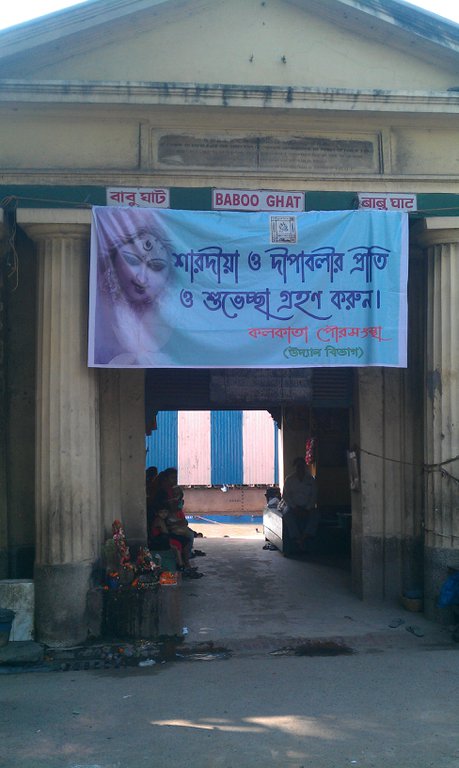 বাবু ঘাট
BABOO GHAT
বাবু ঘাট
শারদীয়া ও দীপাবলীর প্রীতি
ও শুভেচ্ছা গ্রহণ করুন।
কলকাতা পৌরসংস্থা
(উদ্যান বিভাগ)